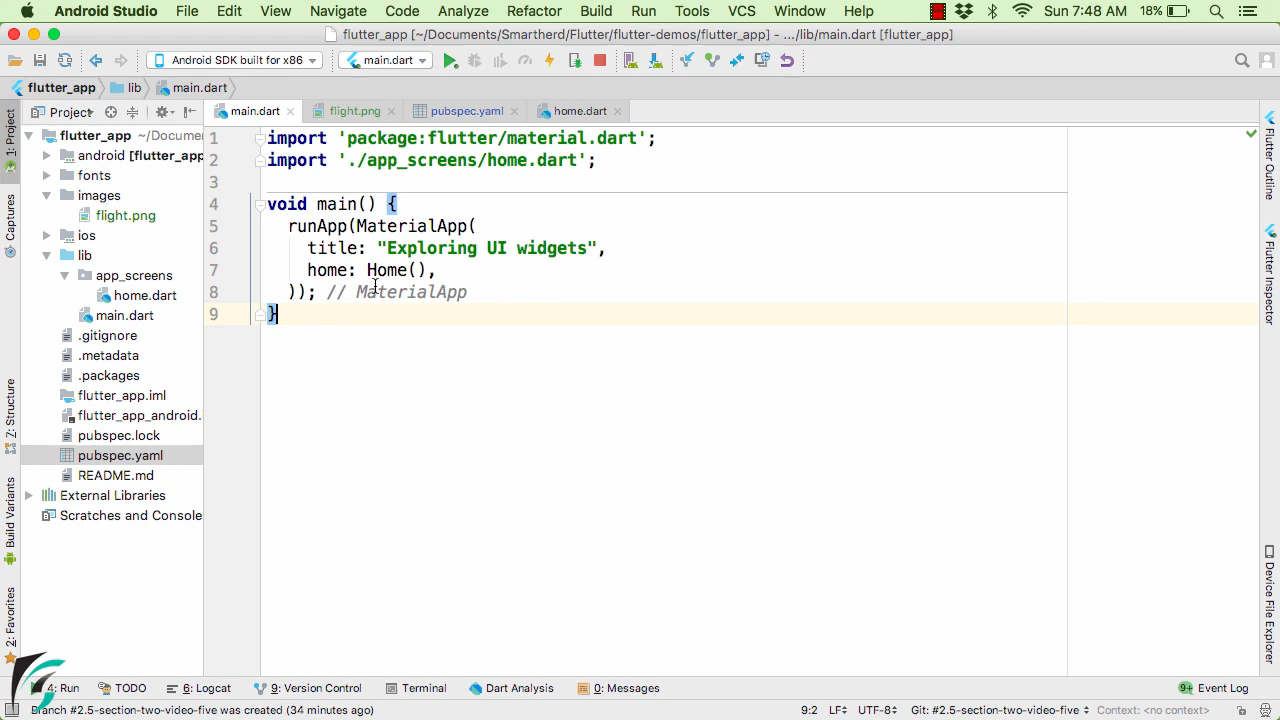 Android Studio File Edit View Navigate Code Analyze Refactor Build Run Tools VCS Window Help Sun 7:48 AM 18%
flutter_app [~/Documents/Smartherd/Flutter/flutter-demos/flutter_app] - .../lib/main.dart [flutter_app]
Android SDK built for x86 main.dart
flutter_app lib main.dart
Project main.dart flight.png pubspec.yaml home.dart
1: Project
Captures
7: Structure
Build Variants
2: Favorites
flutter_app ~/Documen
android [flutter_app
fonts
images
flight.png
ios
lib
app_screens
home.dart
main.dart
.gitignore
.metadata
.packages
flutter_app.iml
flutter_app_android.
pubspec.lock
pubspec.yaml
README.md
External Libraries
Scratches and Console
1 import 'package:flutter/material.dart';
2 import './app_screens/home.dart';
3
4 void main() {
5 runApp(MaterialApp(
6 title: "Exploring UI widgets",
7 home: Home(),
8 )); // MaterialApp
9 }
Flutter Outline
Flutter Inspector
Device File Explorer
4: Run TODO 6: Logcat 9: Version Control Terminal Dart Analysis 0: Messages 9+ Event Log
Branch #2.5-section-two-video-five was created (34 minutes ago) 9:2 LF UTF-8 Git: #2.5-section-two-video-five Context: <no context>